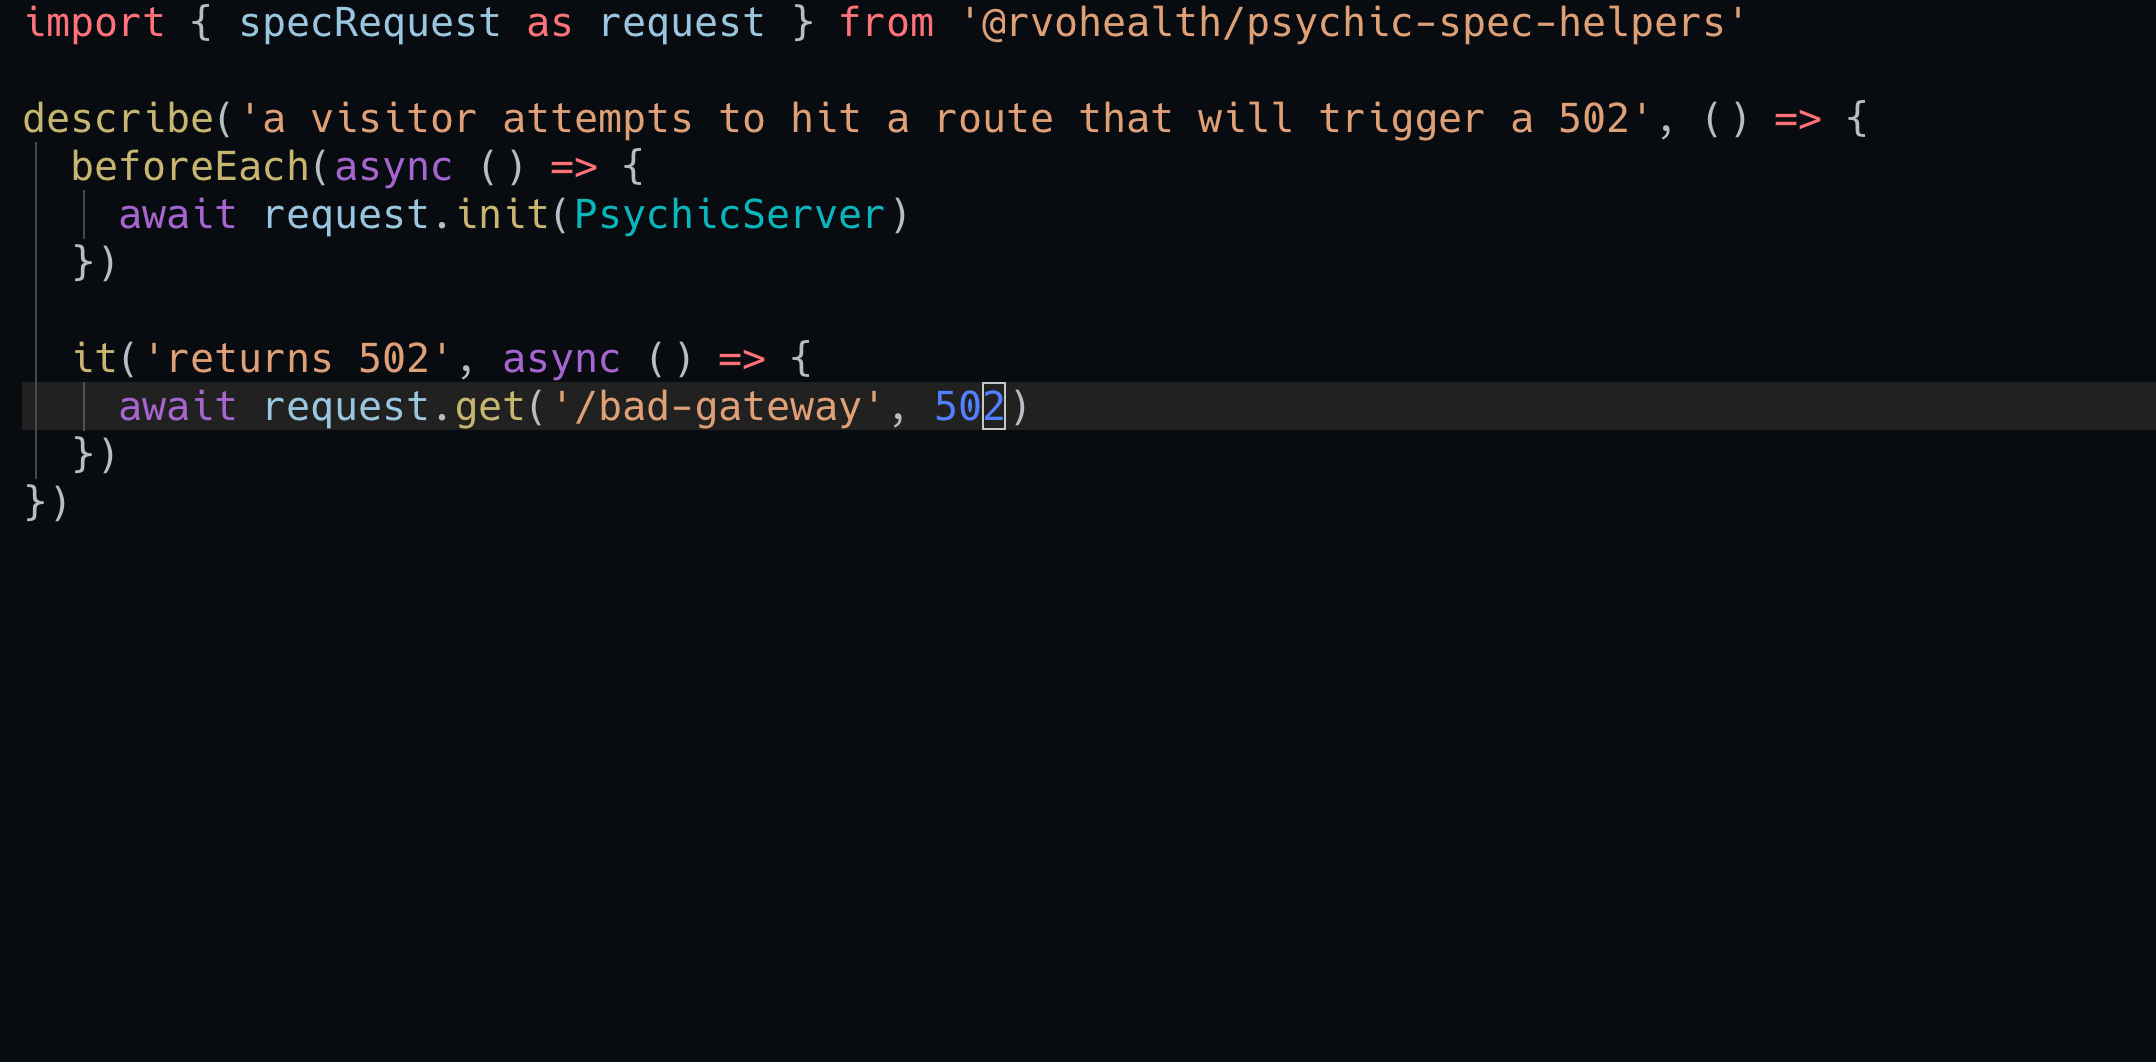 import { specRequest as request } from '@rvohealth/psychic-spec-helpers'

describe('a visitor attempts to hit a route that will trigger a 502', () => {
  beforeEach(async () => {
    await request.init(PsychicServer)
  })

  it('returns 502', async () => {
    await request.get('/bad-gateway', 502)
  })
})